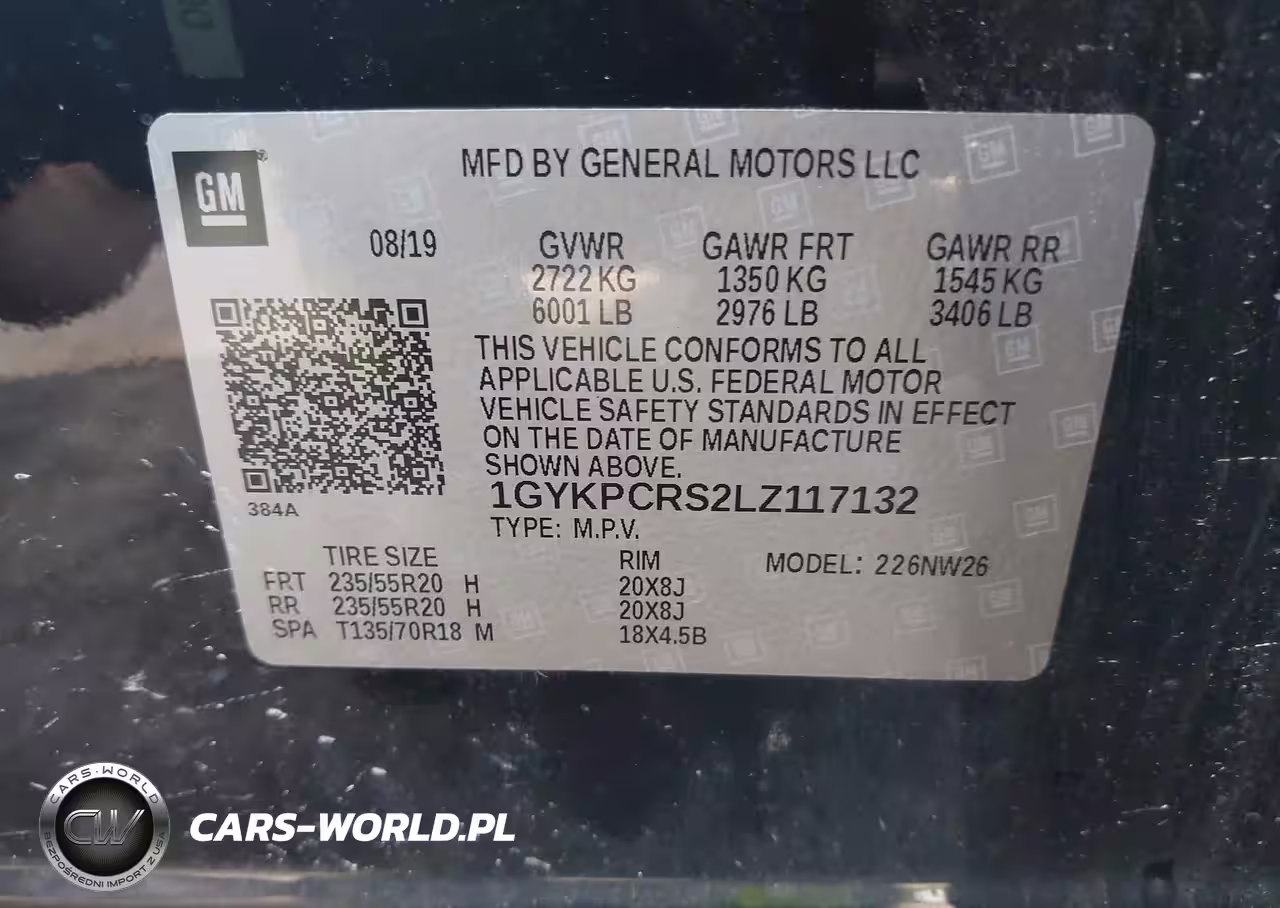 GM
MFD BY GENERAL MOTORS LLC
08/19 GVWR GAWR FRT GAWR RR
2722 KG 1350 KG 1545 KG
6001 LB 2976 LB 3406 LB
THIS VEHICLE CONFORMS TO ALL
APPLICABLE U.S. FEDERAL MOTOR
VEHICLE SAFETY STANDARDS IN EFFECT
ON THE DATE OF MANUFACTURE
SHOWN ABOVE.
1GYKPCRS2LZ117132
384A
TYPE: M.P.V.
TIRE SIZE RIM MODEL: 226NW26
FRT 235/55R20 H 20X8J
RR 235/55R20 H 20X8J
SPA T135/70R18 M 18X4.5B
CARS-WORLD
CW
BEZPOŚREDNI IMPORT Z USA
CARS-WORLD.PL